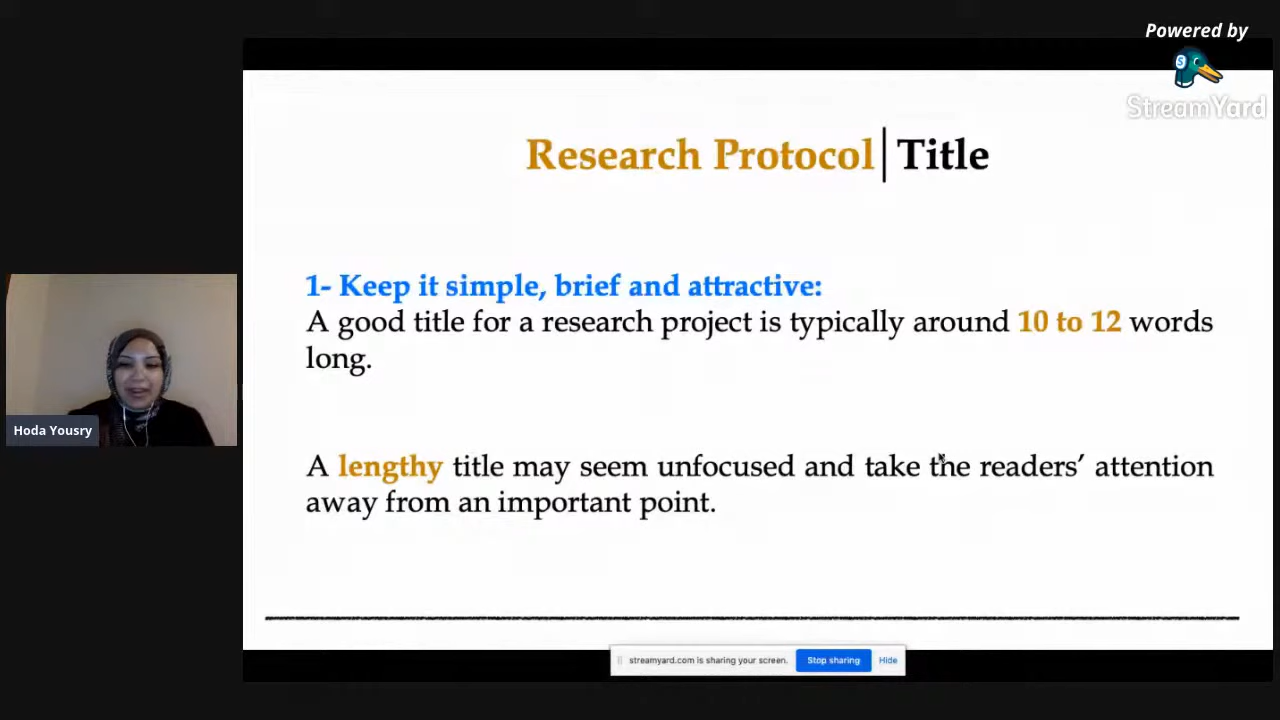 Powered by
StreamYard
Research Protocol Title
1- Keep it simple, brief and attractive:
A good title for a research project is typically around 10 to 12 words
long.
Hoda Yousry
A lengthy title may seem unfocused and take the readers’ attention
away from an important point.
streamyard.com is sharing your screen. Stop sharing Hide